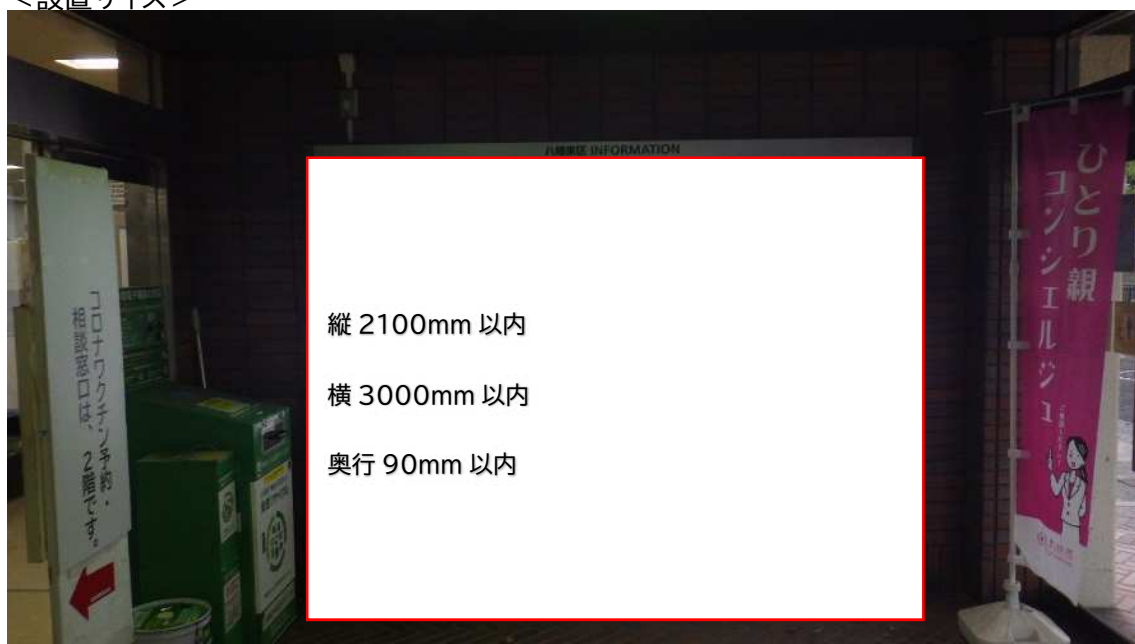 ＜設置サイズ＞
八幡東区 INFORMATION
縦 2100mm 以内
横 3000mm 以内
奥行 90mm 以内
コロナワクチン予約・
相談窓口は、2階です。
ひとり親
コンシェルジュ